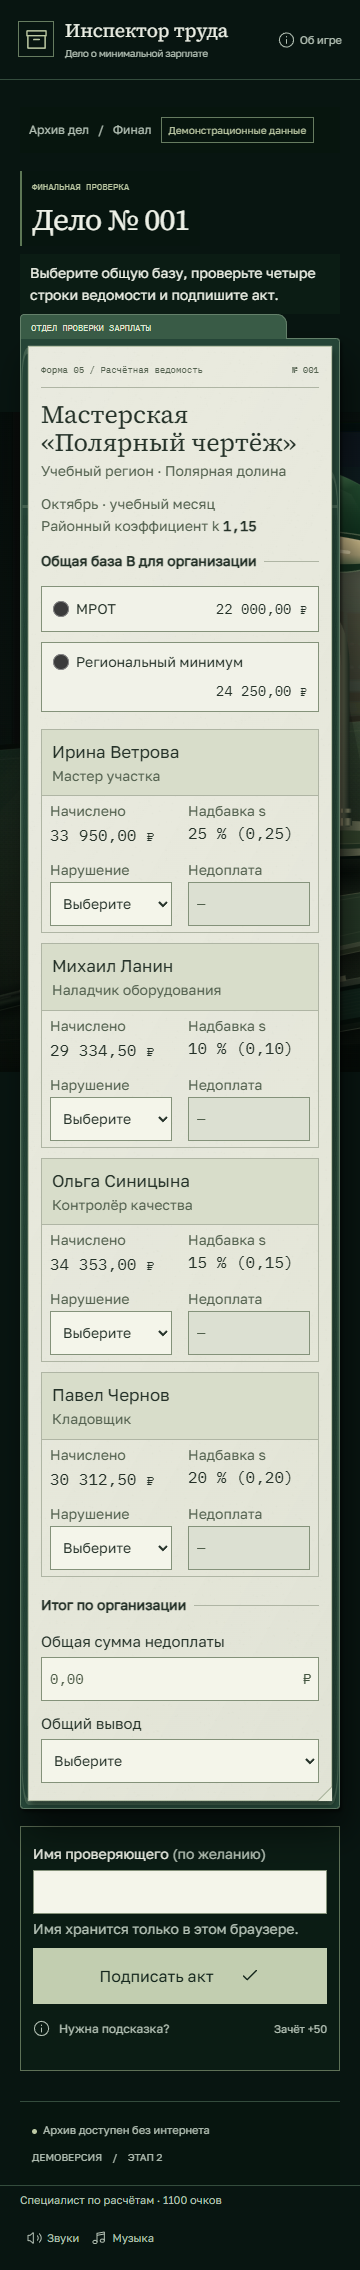 Инспектор труда
Дело о минимальной зарплате
Об игре
Архив дел / Финал Демонстрационные данные
ФИНАЛЬНАЯ ПРОВЕРКА
Дело № 001
Выберите общую базу, проверьте четыре
строки ведомости и подпишите акт.
ОТДЕЛ ПРОВЕРКИ ЗАРПЛАТЫ
Форма 05 / Расчётная ведомость № 001
Мастерская
«Полярный чертёж»
Учебный регион · Полярная долина
Октябрь · учебный месяц
Районный коэффициент k 1,15
Общая база B для организации
МРОТ 22 000,00 ₽
Региональный минимум
24 250,00 ₽
Ирина Ветрова
Мастер участка
Начислено Надбавка s
33 950,00 ₽ 25 % (0,25)
Нарушение Недоплата
Выберите —
Михаил Ланин
Наладчик оборудования
Начислено Надбавка s
29 334,50 ₽ 10 % (0,10)
Нарушение Недоплата
Выберите —
Ольга Синицына
Контролёр качества
Начислено Надбавка s
34 353,00 ₽ 15 % (0,15)
Нарушение Недоплата
Выберите —
Павел Чернов
Кладовщик
Начислено Надбавка s
30 312,50 ₽ 20 % (0,20)
Нарушение Недоплата
Выберите —
Итог по организации
Общая сумма недоплаты
0,00 ₽
Общий вывод
Выберите
Имя проверяющего (по желанию)
Имя хранится только в этом браузере.
Подписать акт
Нужна подсказка? Зачёт +50
Архив доступен без интернета
ДЕМОВЕРСИЯ / ЭТАП 2
Специалист по расчётам · 1100 очков
Звуки Музыка